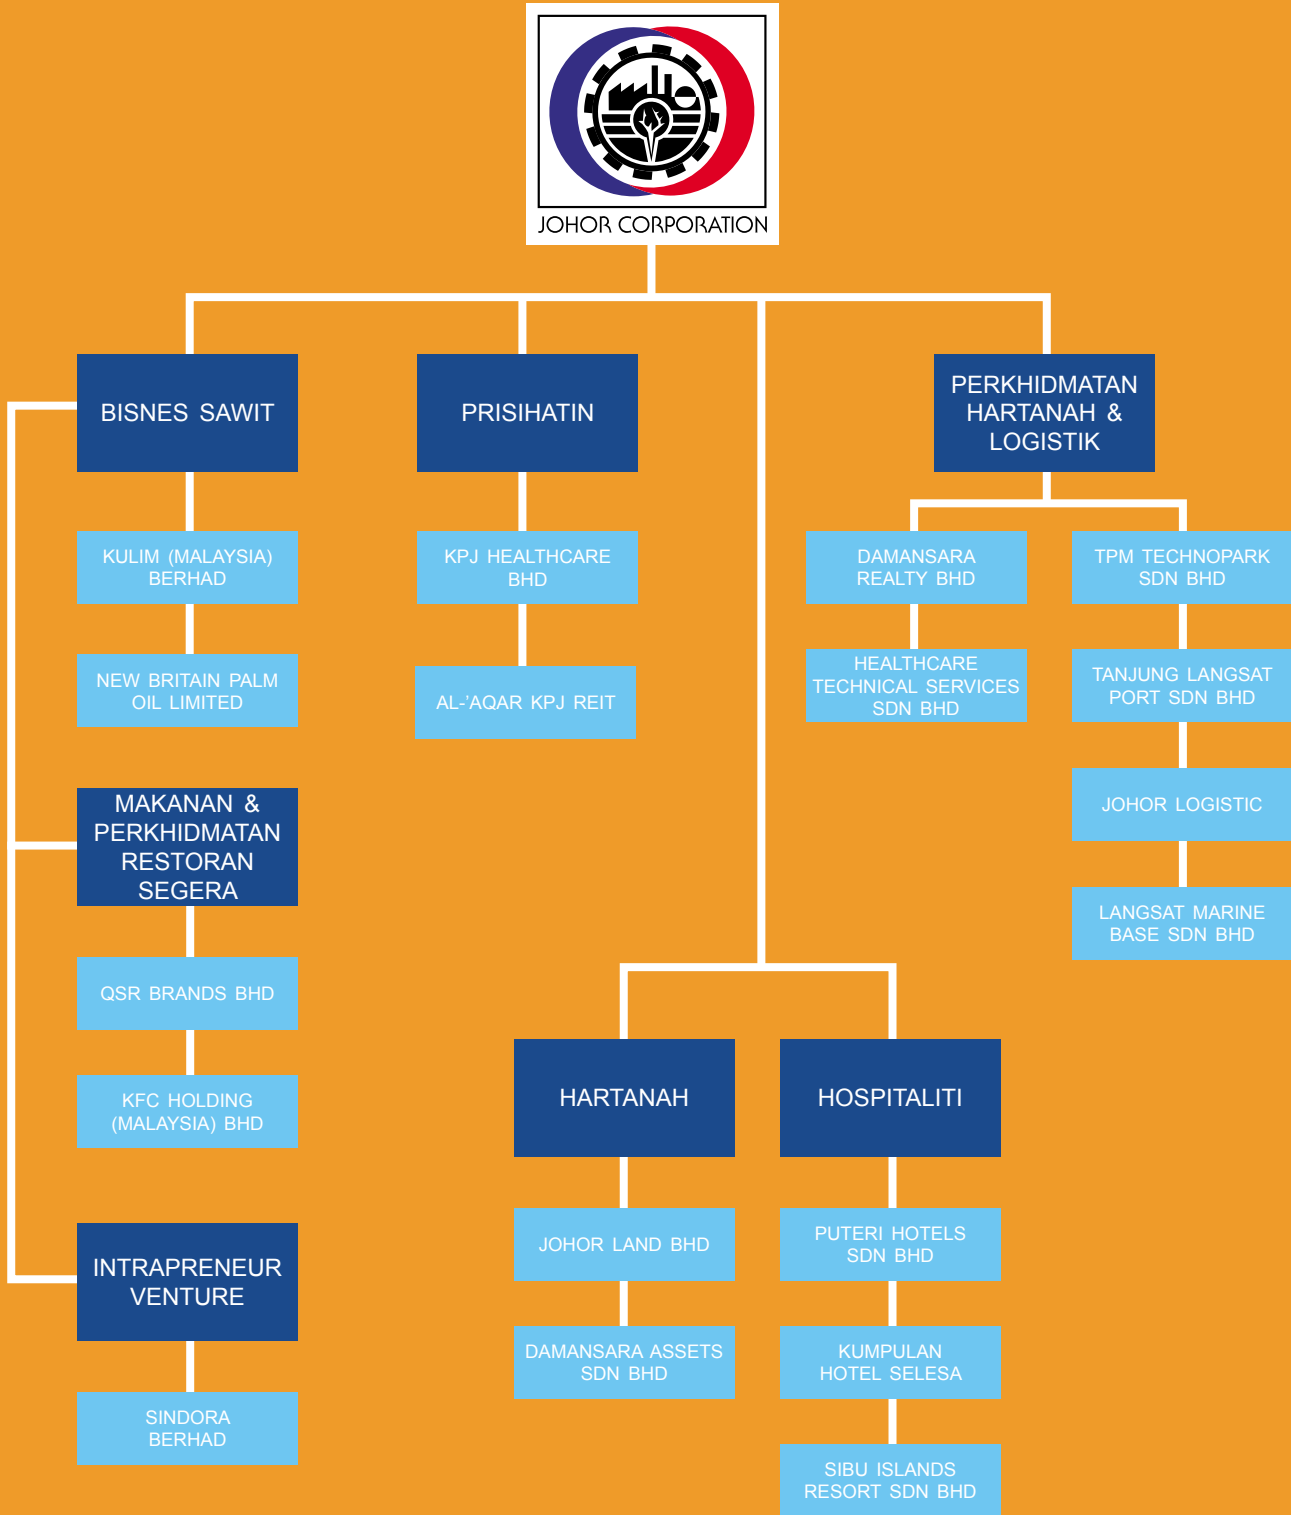 JOHOR CORPORATION
BISNES SAWIT
KULIM (MALAYSIA)
BERHAD
NEW BRITAIN PALM
OIL LIMITED
MAKANAN &
PERKHIDMATAN
RESTORAN
SEGERA
QSR BRANDS BHD
KFC HOLDING
(MALAYSIA) BHD
INTRAPRENEUR
VENTURE
SINDORA
BERHAD
PRISIHATIN
KPJ HEALTHCARE
BHD
AL-'AQAR KPJ REIT
HARTANAH
JOHOR LAND BHD
DAMANSARA ASSETS
SDN BHD
HOSPITALITI
PUTERI HOTELS
SDN BHD
KUMPULAN
HOTEL SELESA
SIBU ISLANDS
RESORT SDN BHD
PERKHIDMATAN
HARTANAH &
LOGISTIK
DAMANSARA
REALTY BHD
HEALTHCARE
TECHNICAL SERVICES
SDN BHD
TPM TECHNOPARK
SDN BHD
TANJUNG LANGSAT
PORT SDN BHD
JOHOR LOGISTIC
LANGSAT MARINE
BASE SDN BHD